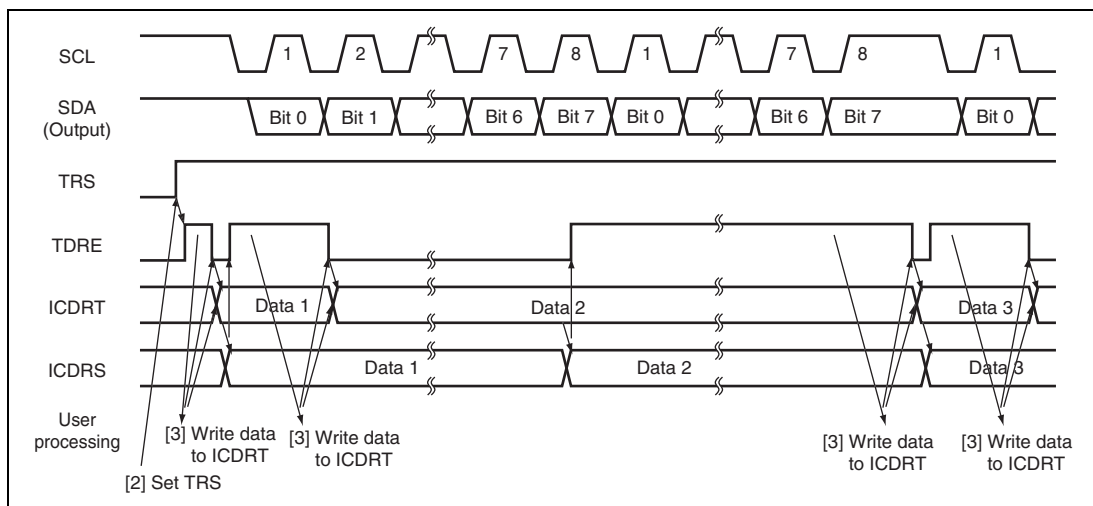 SCL
1 2 7 8 1 7 8 1
SDA
(Output)
Bit 0 Bit 1 Bit 6 Bit 7 Bit 0 Bit 6 Bit 7 Bit 0
TRS
TDRE
ICDRT
Data 1 Data 2 Data 3
ICDRS
Data 1 Data 2 Data 3
User
processing
[3] Write data
to ICDRT
[3] Write data
to ICDRT
[3] Write data
to ICDRT
[3] Write data
to ICDRT
[2] Set TRS